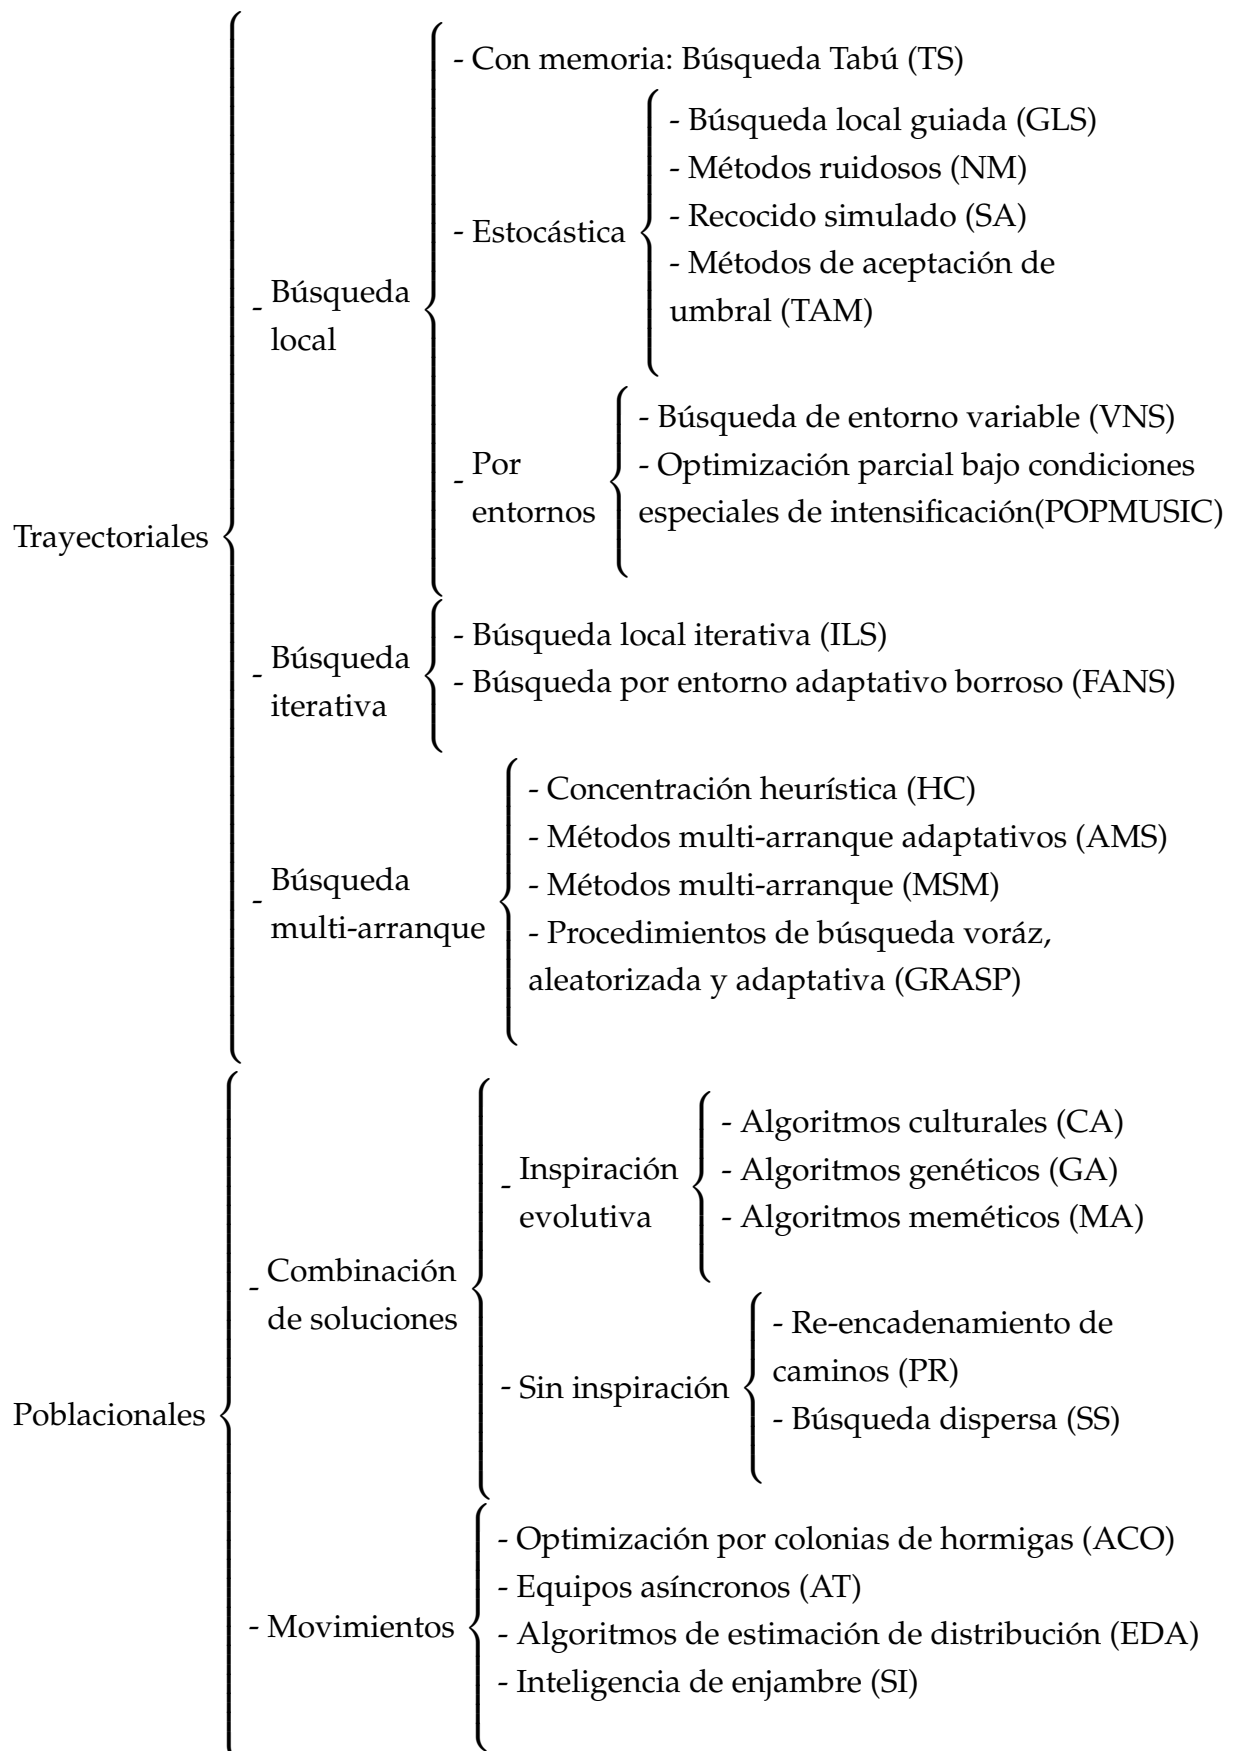 Trayectoriales
- Búsqueda
local
- Con memoria: Búsqueda Tabú (TS)
- Estocástica
- Búsqueda local guiada (GLS)
- Métodos ruidosos (NM)
- Recocido simulado (SA)
- Métodos de aceptación de
umbral (TAM)
- Por
entornos
- Búsqueda de entorno variable (VNS)
- Optimización parcial bajo condiciones
especiales de intensificación(POPMUSIC)
- Búsqueda
iterativa
- Búsqueda local iterativa (ILS)
- Búsqueda por entorno adaptativo borroso (FANS)
- Búsqueda
multi-arranque
- Concentración heurística (HC)
- Métodos multi-arranque adaptativos (AMS)
- Métodos multi-arranque (MSM)
- Procedimientos de búsqueda voráz,
aleatorizada y adaptativa (GRASP)
Poblacionales
- Combinación
de soluciones
- Inspiración
evolutiva
- Algoritmos culturales (CA)
- Algoritmos genéticos (GA)
- Algoritmos meméticos (MA)
- Sin inspiración
- Re-encadenamiento de
caminos (PR)
- Búsqueda dispersa (SS)
- Movimientos
- Optimización por colonias de hormigas (ACO)
- Equipos asíncronos (AT)
- Algoritmos de estimación de distribución (EDA)
- Inteligencia de enjambre (SI)